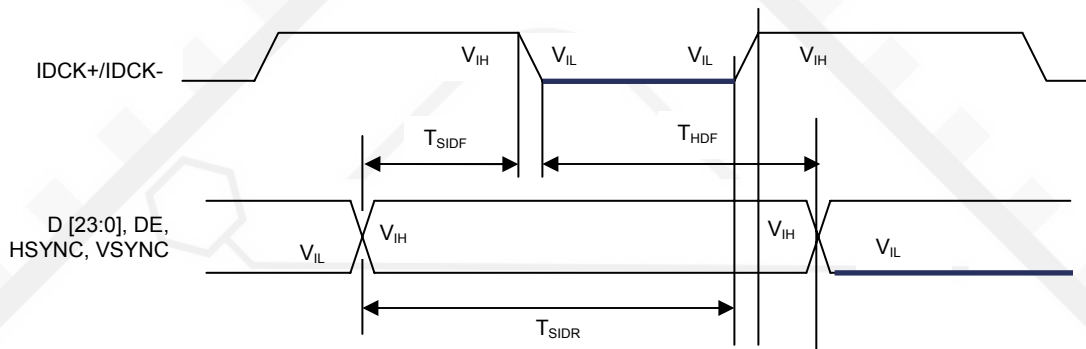 IDCK+/IDCK-
VIH
VIL
VIL
VIH
TSIDF
THDF
D [23:0], DE,
HSYNC, VSYNC
VIL
VIH
VIH
VIL
TSIDR